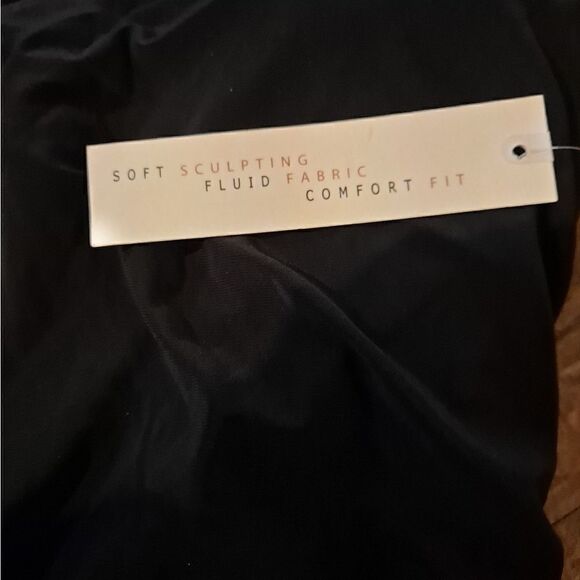 SOFT SCULPTING
FLUID FABRIC
COMFORT FIT